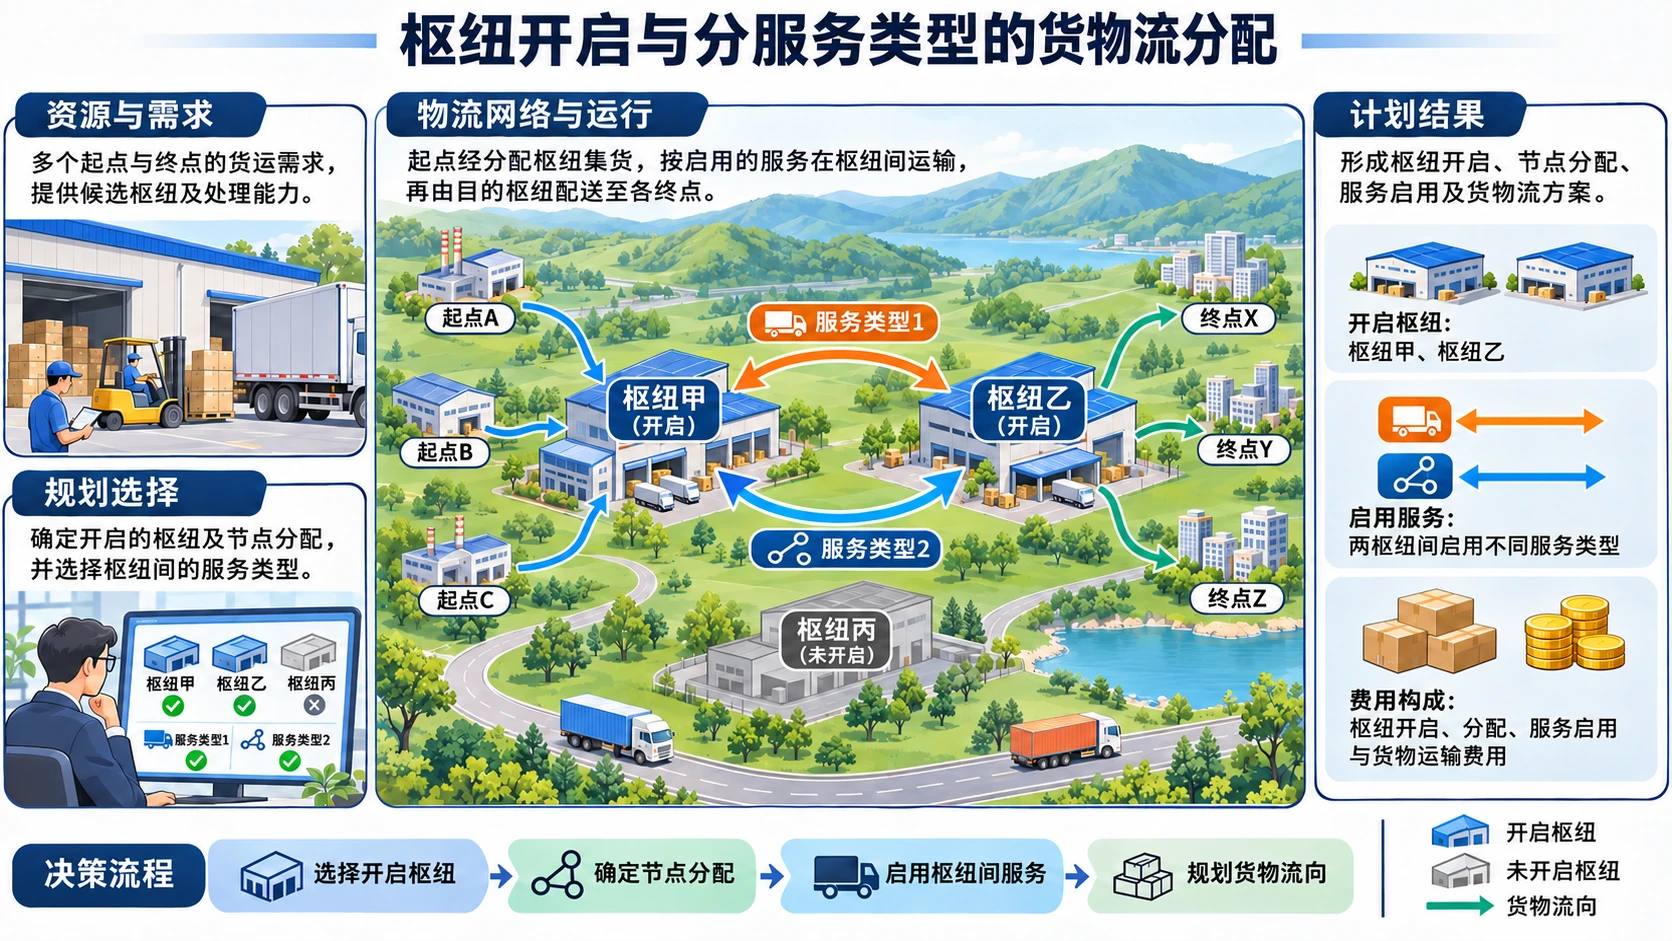 枢纽开启与分服务类型的货物流分配
资源与需求
多个起点与终点的货运需求，
提供候选枢纽及处理能力。
规划选择
确定开启的枢纽及节点分配，
并选择枢纽间的服务类型。
枢纽甲
枢纽乙
枢纽丙
服务类型1
服务类型2
物流网络与运行
起点经分配枢纽集货，按启用的服务在枢纽间运输，
再由目的枢纽配送至各终点。
起点A
服务类型1
终点X
枢纽甲
（开启）
枢纽乙
（开启）
起点B
终点Y
服务类型2
起点C
终点Z
枢纽丙
（未开启）
计划结果
形成枢纽开启、节点分配、
服务启用及货物流方案。
开启枢纽：
枢纽甲、枢纽乙
启用服务：
两枢纽间启用不同服务类型
费用构成：
枢纽开启、分配、服务启用
与货物运输费用
决策流程
选择开启枢纽
确定节点分配
启用枢纽间服务
规划货物流向
开启枢纽
未开启枢纽
货物流向